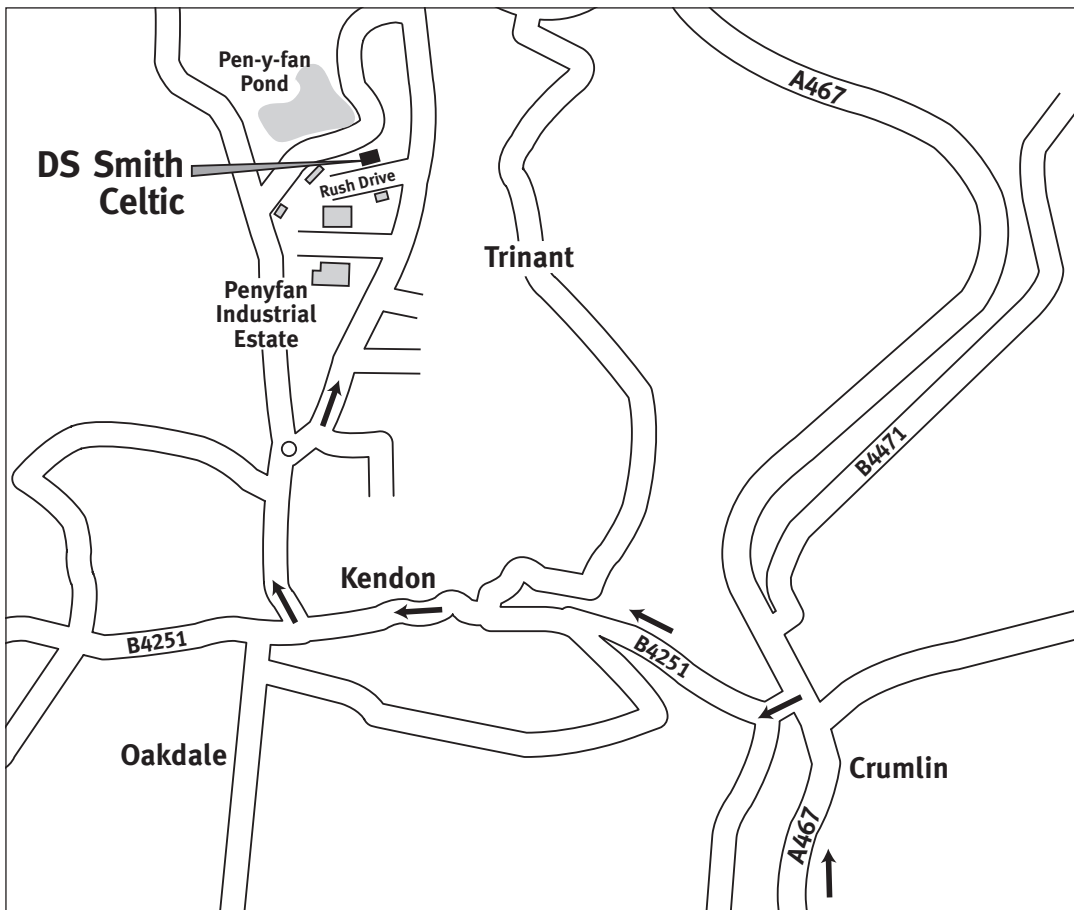 Pen-y-fan
Pond
A467
DS Smith
Celtic
Rush Drive
Trinant
Penyfan
Industrial
Estate
B4471
Kendon
B4251
B4251
Oakdale
Crumlin
A467